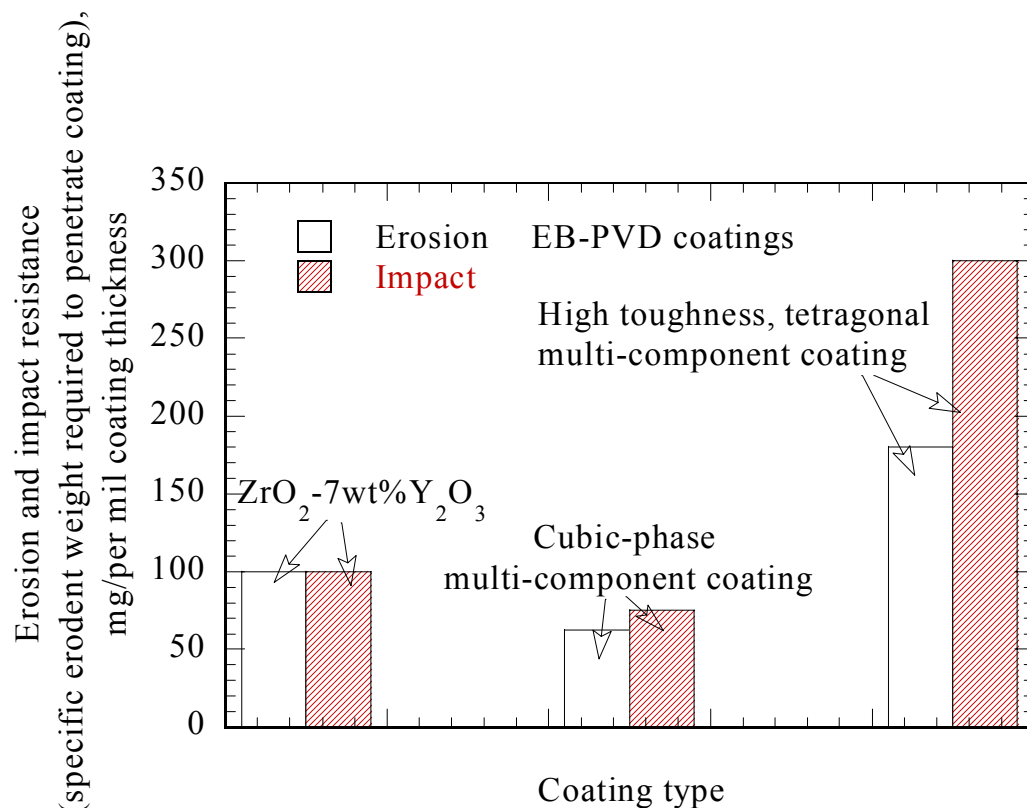 Erosion and impact resistance
(specific erodent weight required to penetrate coating),
mg/per mil coating thickness
350
300
250
200
150
100
50
0
Erosion EB-PVD coatings
Impact
High toughness, tetragonal
multi-component coating
ZrO₂-7wt%Y₂O₃
Cubic-phase
multi-component coating
Coating type